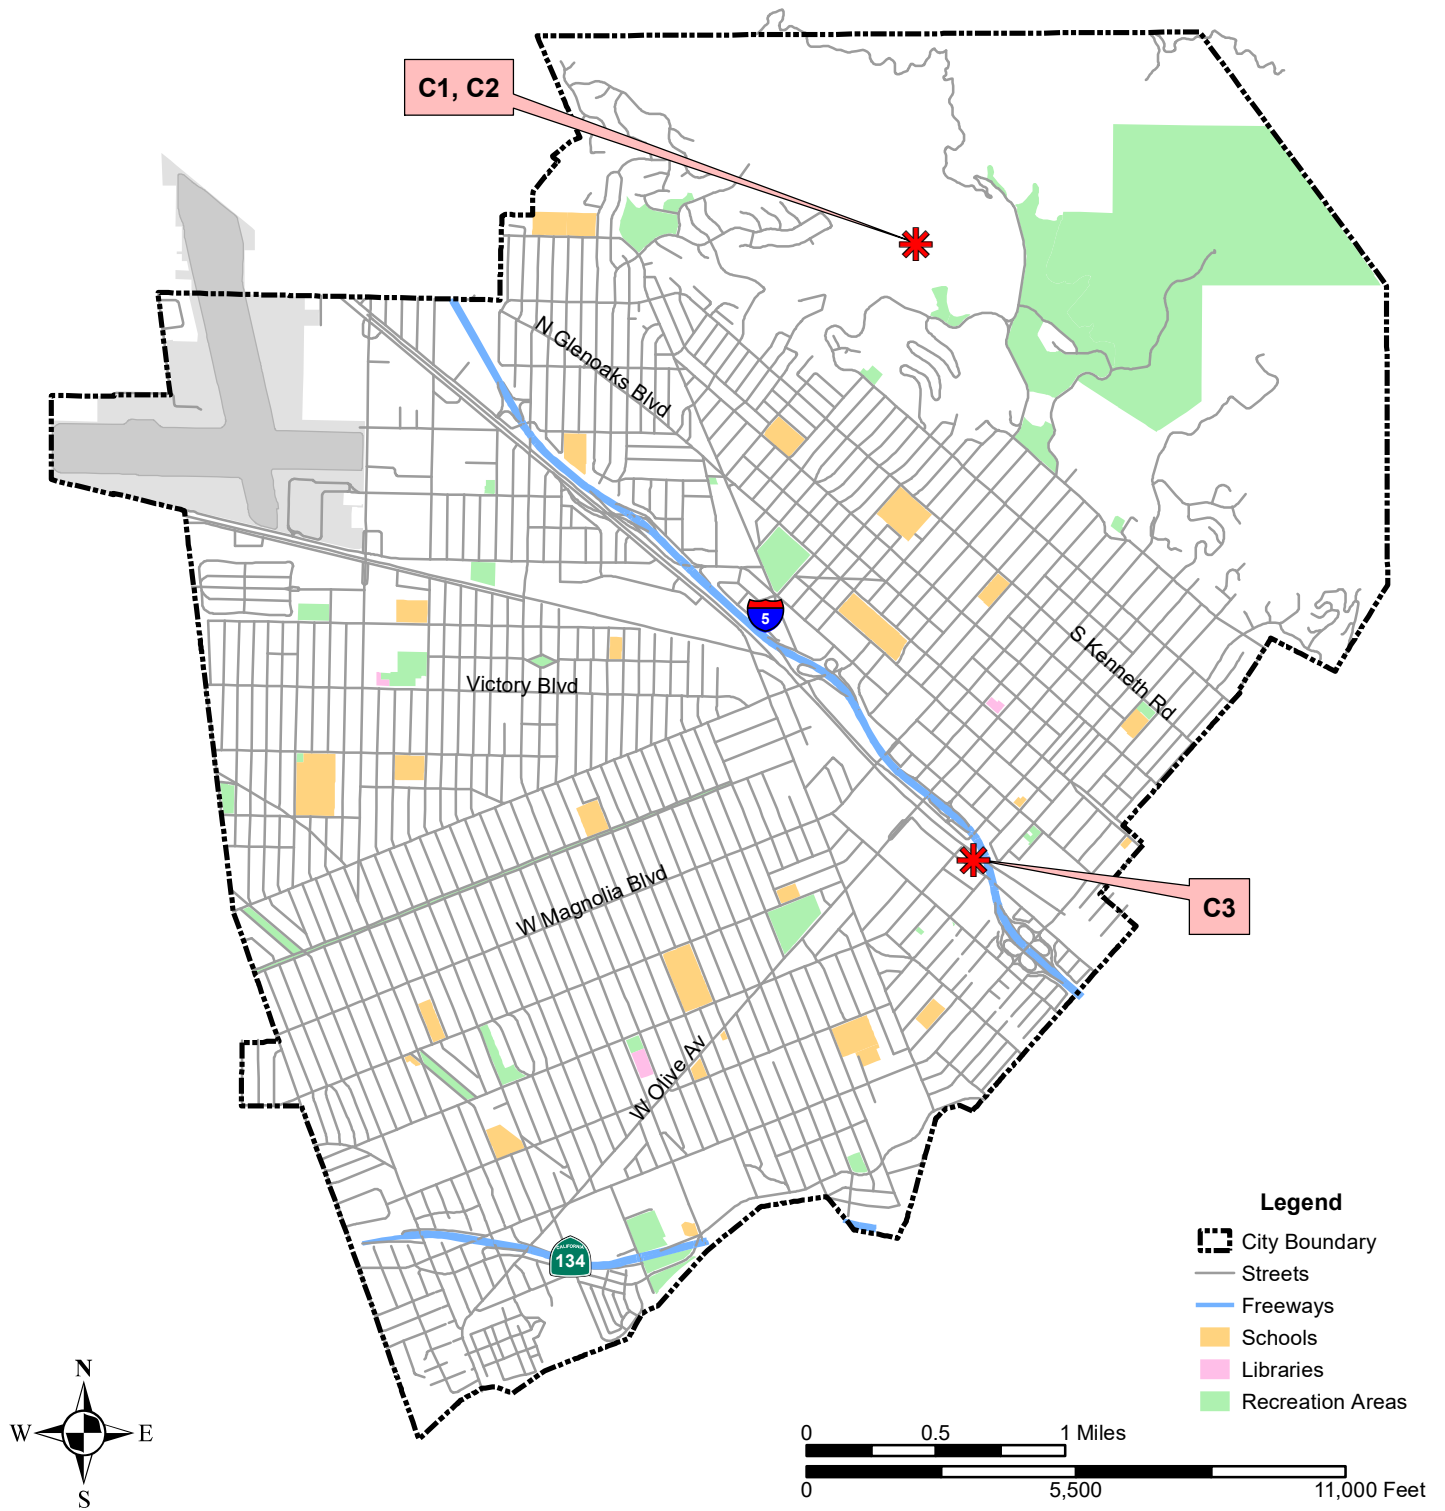 C1, C2
N Glenoaks Blvd
5
S Kenneth Rd
Victory Blvd
W Magnolia Blvd
C3
W Olive Av
CALIFORNIA
134
Legend
City Boundary
Streets
Freeways
Schools
Libraries
Recreation Areas
N
W E
S
0 0.5 1 Miles
0 5,500 11,000 Feet